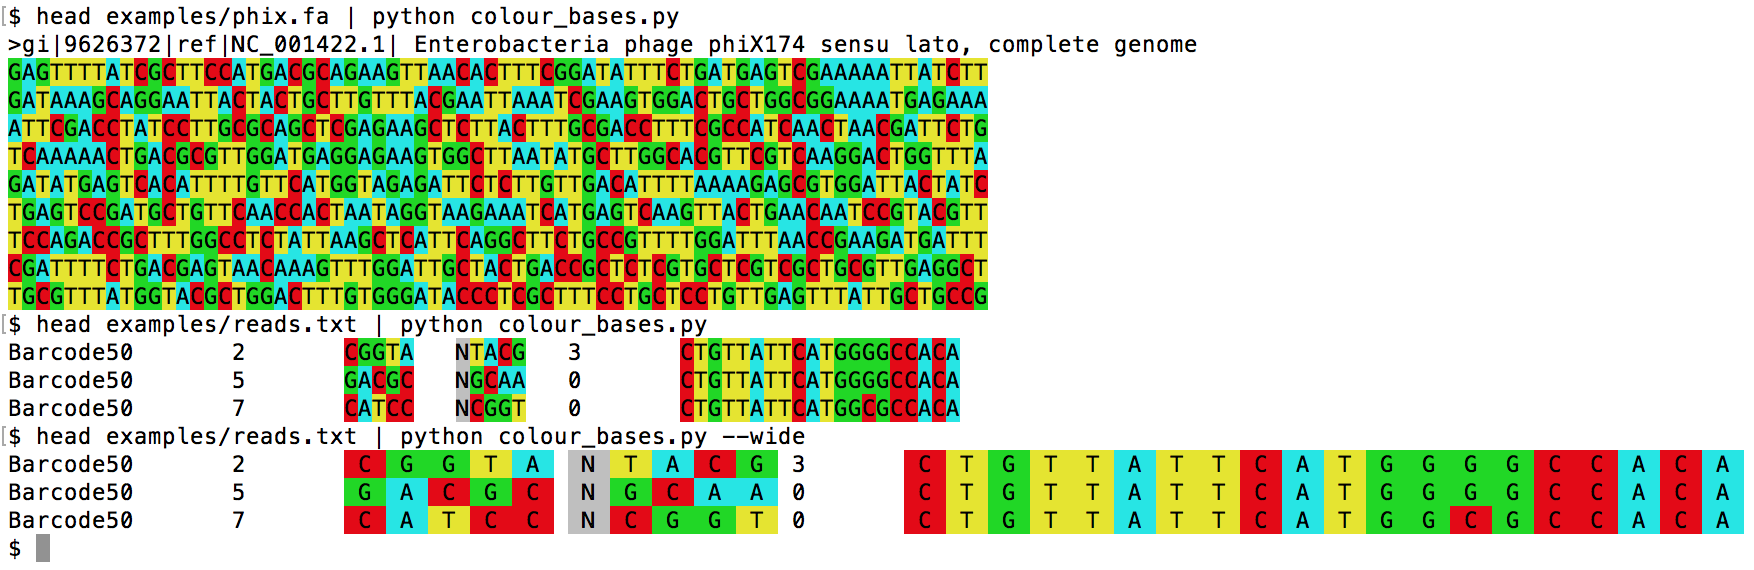 $ head examples/phix.fa | python colour_bases.py
>gi|9626372|ref|NC_001422.1| Enterobacteria phage phiX174 sensu lato, complete genome
GAGTTTTATCGCTTCCATGACGCAGAAGTTAACACTTTCGGATATTTCTGATGAGTCGAAAAATTATCTT
GATAAAGCAGGAATTACTACTGCTTGTTTACGAATTAAATCGAAGTGGACTGCTGGCGGAAAATGAGAAA
ATTCGACCTATCCTTGCGCAGCTCGAGAAGCTCTTACTTTGCGACCTTTCGCCATCAACTAACGATTCTG
TCAAAAACTGACGCGTTGGATGAGGAGAAGTGGCTTAATATGCTTGGCACGTTCGTCAAGGACTGGTTTA
GATATGAGTCACATTTTGTTCATGGTAGAGATTCTCTTGTTGACATTTTAAAAGAGCGTGGATTACTATC
TGAGTCCGATGCTGTTCAACCACTAATAGGTAAGAAATCATGAGTCAAGTTACTGAACAATCCGTACGTT
TCCAGACCGCTTTGGCCTCTATTAAGCTCATTCAGGCTTCTGCCGTTTTGGATTTAACCGAAGATGATTT
CGATTTTCTGACGAGTAACAAAGTTTGGATTGCTACTGACCGCTCTCGTGCTCGTCGCTGCGTTGAGGCT
TGCGTTTATGGTACGCTGGACTTTGTGGGATACCCTCGCTTTCCTGCTCCTGTTGAGTTTATTGCTGCCG
$ head examples/reads.txt | python colour_bases.py
Barcode50 2 CGGTA NTACG 3 CTGTTATTCATGGGGCCACA
Barcode50 5 GACGC NGCAA 0 CTGTTATTCATGGGGCCACA
Barcode50 7 CATCC NCGGT 0 CTGTTATTCATGGCGCCACA
$ head examples/reads.txt | python colour_bases.py --wide
Barcode50 2 C G G T A N T A C G 3 C T G T T A T T C A T G G G G C C A C A
Barcode50 5 G A C G C N G C A A 0 C T G T T A T T C A T G G G G C C A C A
Barcode50 7 C A T C C N C G G T 0 C T G T T A T T C A T G G C G C C A C A
$